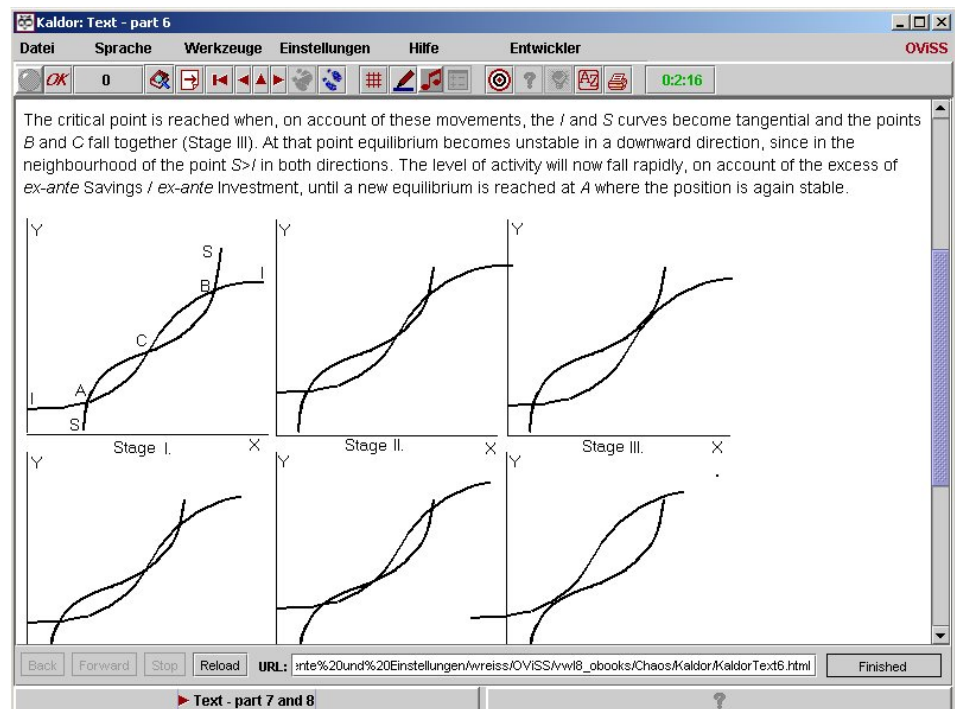 Kaldor: Text - part 6
Datei Sprache Werkzeuge Einstellungen Hilfe Entwickler OViSS
OK 0 AZ 0:2:16
The critical point is reached when, on account of these movements, the I and S curves become tangential and the points
B and C fall together (Stage III). At that point equilibrium becomes unstable in a downward direction, since in the
neighbourhood of the point S>I in both directions. The level of activity will now fall rapidly, on account of the excess of
ex-ante Savings / ex-ante Investment, until a new equilibrium is reached at A where the position is again stable.
Y Y Y
S
I
B
C
A
I
S
Stage I. X Stage II. X Stage III. X
Y Y Y
Back Forward Stop Reload URL: nte%20und%20Einstellungen/wreiss/OViSS/vwl8_obooks/Chaos/Kaldor/KaldorText6.html Finished
Text - part 7 and 8 ?